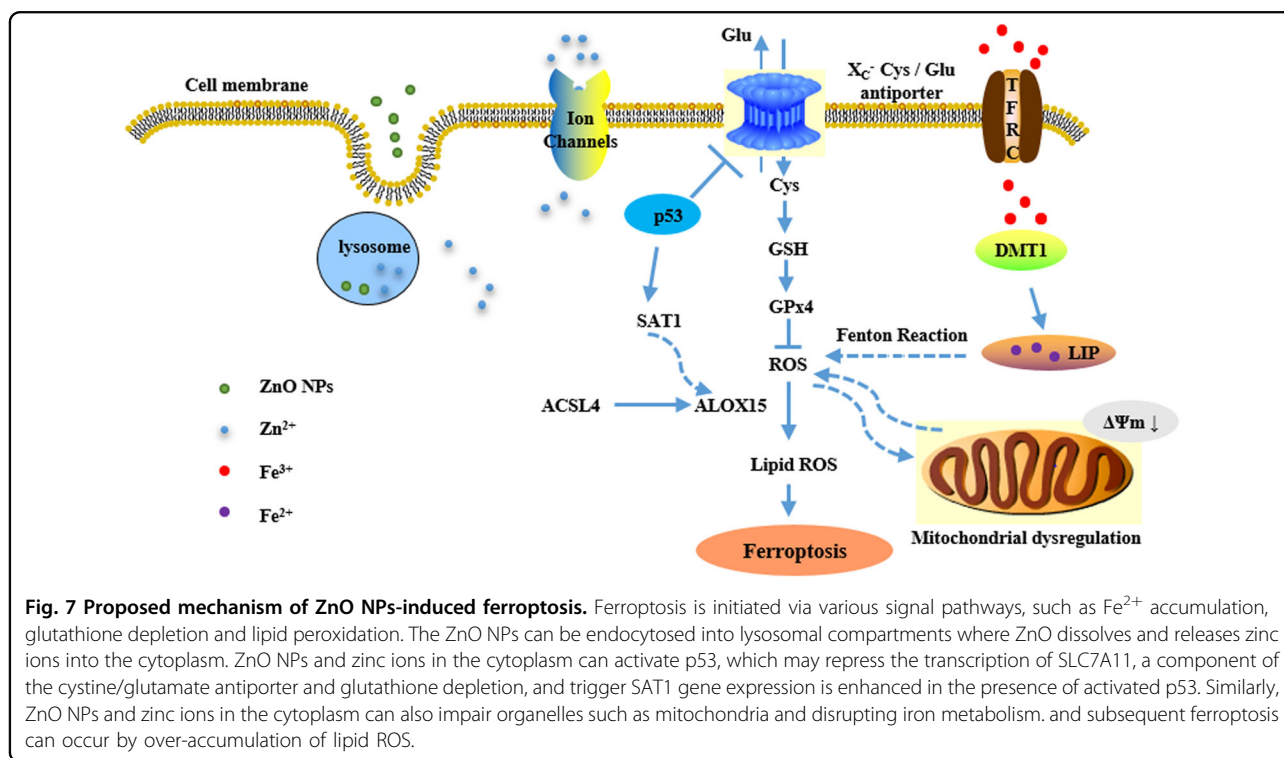 Glu
X_C^- Cys / Glu
antiporter
Cell membrane
Ion
Channels
T
F
R
C
Cys
p53
lysosome
GSH
DMT1
GPx4
SAT1
Fenton Reaction
LIP
ROS
ACSL4
ALOX15
ΔΨm ↓
Lipid ROS
Mitochondrial dysregulation
Ferroptosis
ZnO NPs
Zn²⁺
Fe³⁺
Fe²⁺
Fig. 7 Proposed mechanism of ZnO NPs-induced ferroptosis. Ferroptosis is initiated via various signal pathways, such as Fe²⁺ accumulation,
glutathione depletion and lipid peroxidation. The ZnO NPs can be endocytosed into lysosomal compartments where ZnO dissolves and releases zinc
ions into the cytoplasm. ZnO NPs and zinc ions in the cytoplasm can activate p53, which may repress the transcription of SLC7A11, a component of
the cystine/glutamate antiporter and glutathione depletion, and trigger SAT1 gene expression is enhanced in the presence of activated p53. Similarly,
ZnO NPs and zinc ions in the cytoplasm can also impair organelles such as mitochondria and disrupting iron metabolism. and subsequent ferroptosis
can occur by over-accumulation of lipid ROS.